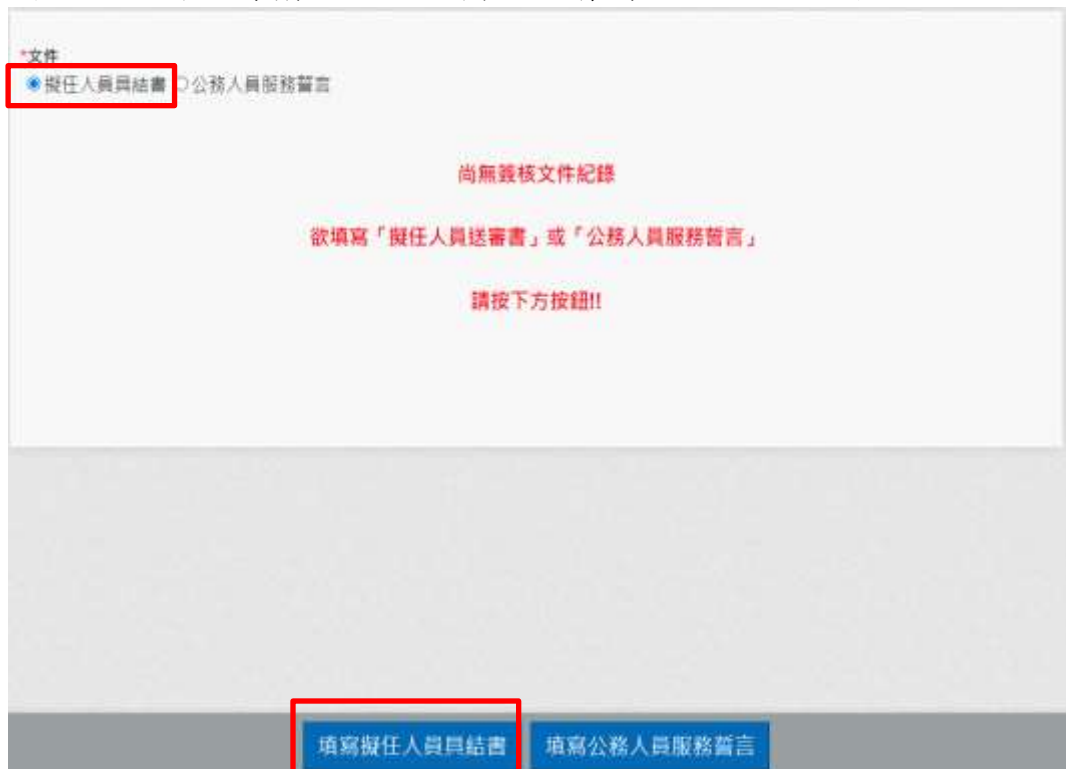 *文件
擬任人員具結書 公務人員服務誓言
尚無簽核文件紀錄
欲填寫「擬任人員送審書」或「公務人員服務誓言」
請按下方按鈕!!
填寫擬任人員具結書 填寫公務人員服務誓言